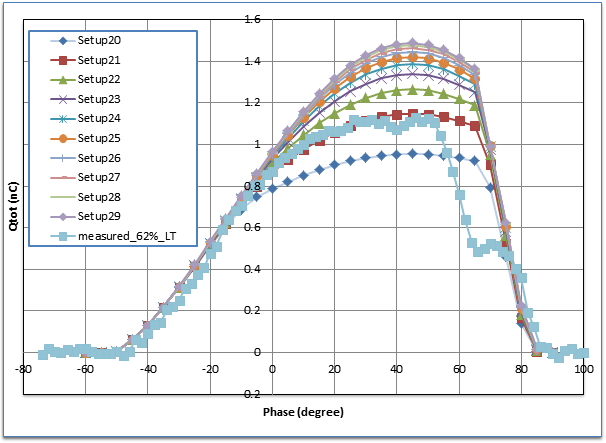 1.6
1.4
1.2
1
0.8
0.6
0.4
0.2
0
0.2
-80
-60
-40
-20
0
20
40
60
80
100
Qtot (nC)
Phase (degree)
Setup20
Setup21
Setup22
Setup23
Setup24
Setup25
Setup26
Setup27
Setup28
Setup29
measured_62%_LT